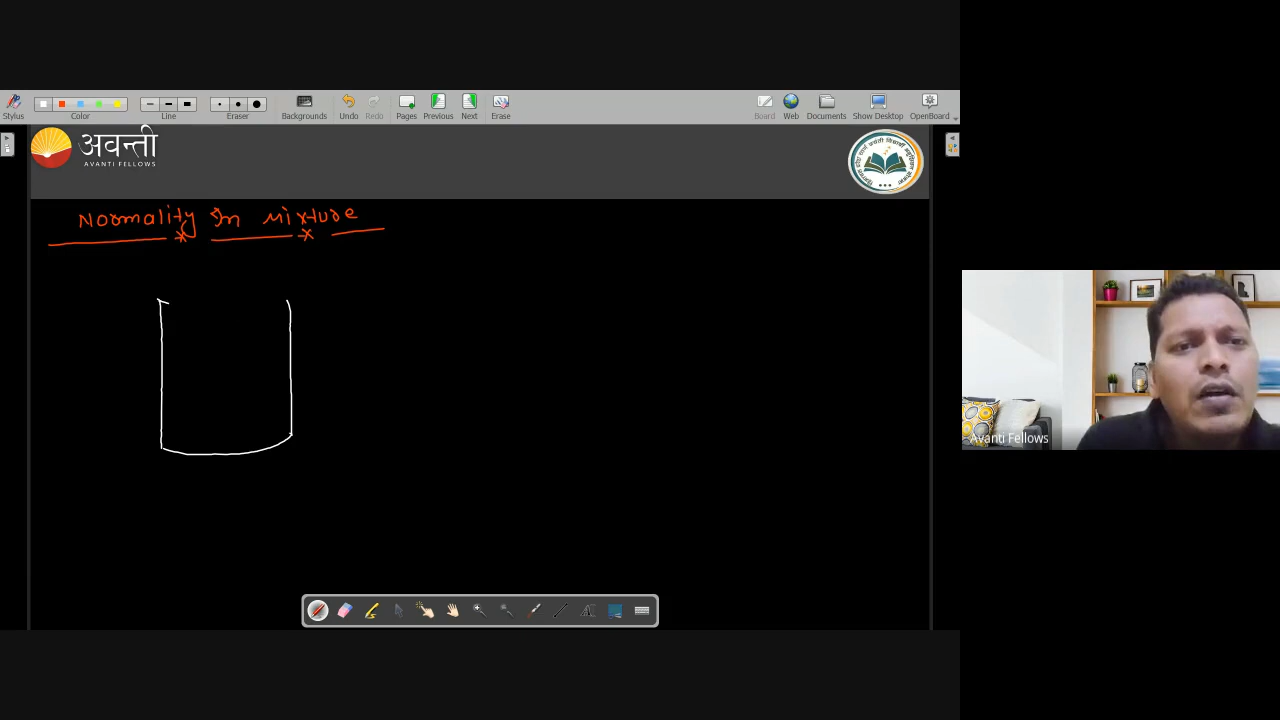 Stylus
Color
Line
Eraser
Backgrounds
Undo
Redo
Pages
Previous
Next
Erase
Board
Web
Documents
Show Desktop
OpenBoard
अवन्ती
AVANTI FELLOWS
Normality In Mixture
Avanti Fellows